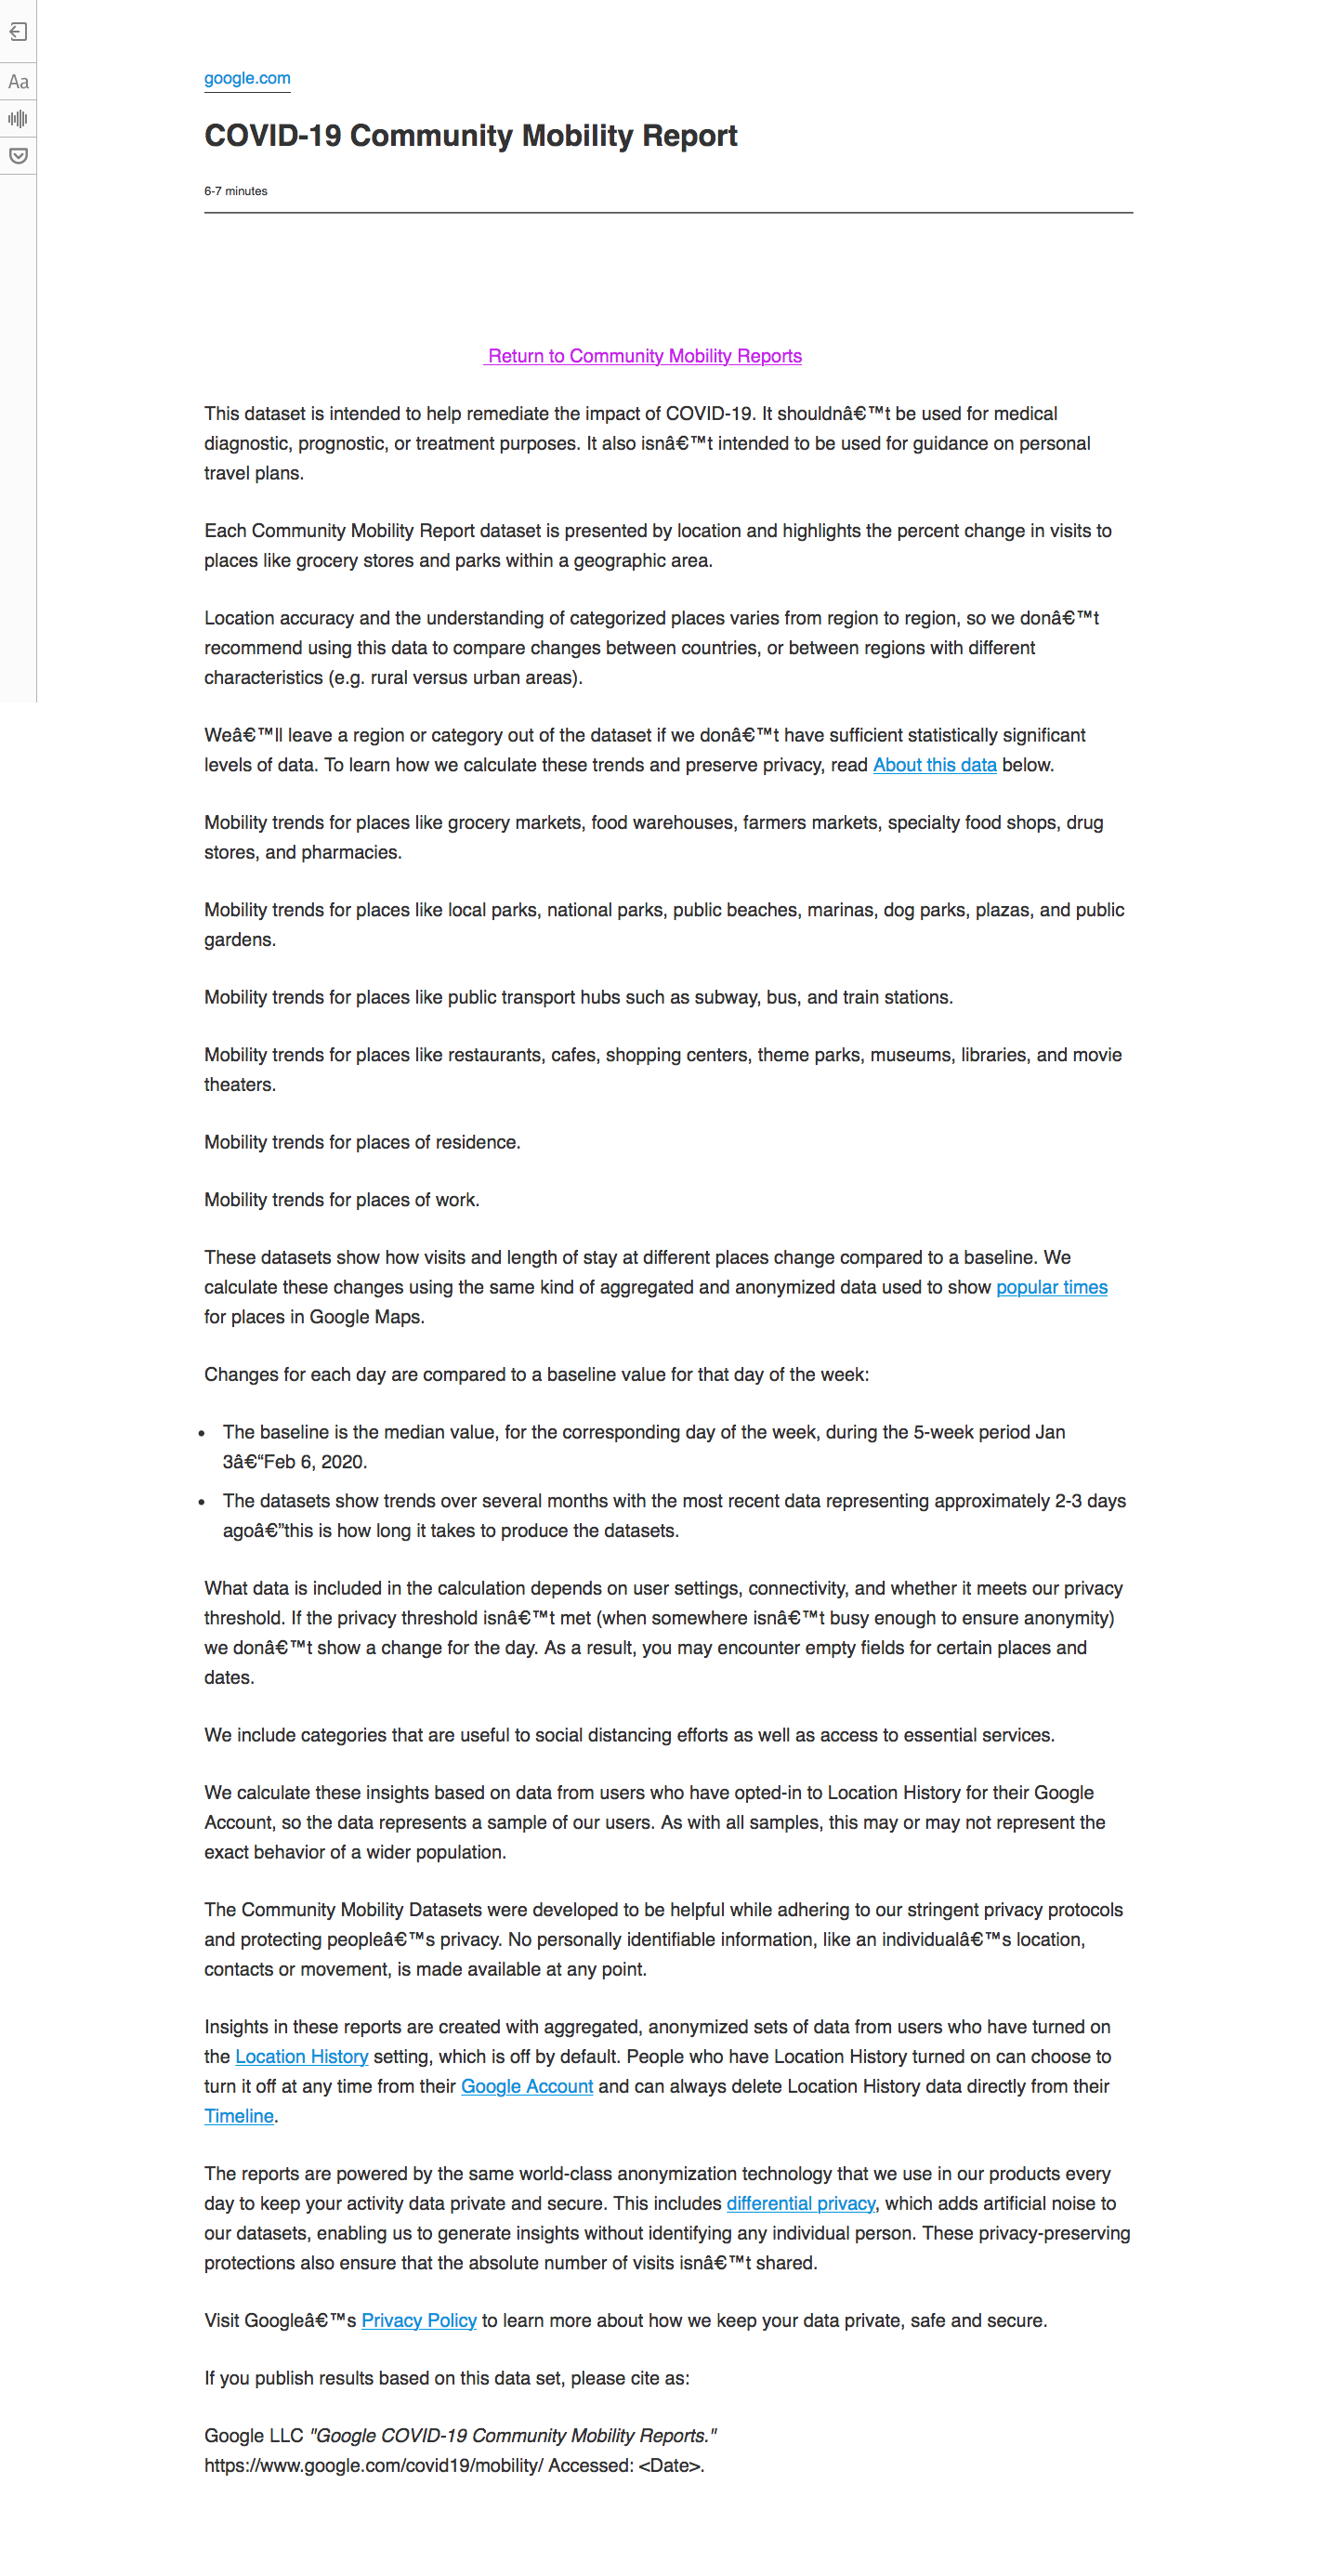 google.com
COVID-19 Community Mobility Report
6-7 minutes
Return to Community Mobility Reports
This dataset is intended to help remediate the impact of COVID-19. It shouldnâ€™t be used for medical
diagnostic, prognostic, or treatment purposes. It also isnâ€™t intended to be used for guidance on personal
travel plans.
Each Community Mobility Report dataset is presented by location and highlights the percent change in visits to
places like grocery stores and parks within a geographic area.
Location accuracy and the understanding of categorized places varies from region to region, so we donâ€™t
recommend using this data to compare changes between countries, or between regions with different
characteristics (e.g. rural versus urban areas).
Weâ€™ll leave a region or category out of the dataset if we donâ€™t have sufficient statistically significant
levels of data. To learn how we calculate these trends and preserve privacy, read About this data below.
Mobility trends for places like grocery markets, food warehouses, farmers markets, specialty food shops, drug
stores, and pharmacies.
Mobility trends for places like local parks, national parks, public beaches, marinas, dog parks, plazas, and public
gardens.
Mobility trends for places like public transport hubs such as subway, bus, and train stations.
Mobility trends for places like restaurants, cafes, shopping centers, theme parks, museums, libraries, and movie
theaters.
Mobility trends for places of residence.
Mobility trends for places of work.
These datasets show how visits and length of stay at different places change compared to a baseline. We
calculate these changes using the same kind of aggregated and anonymized data used to show popular times
for places in Google Maps.
Changes for each day are compared to a baseline value for that day of the week:
• The baseline is the median value, for the corresponding day of the week, during the 5-week period Jan
3â€“Feb 6, 2020.
• The datasets show trends over several months with the most recent data representing approximately 2-3 days
agoâ€”this is how long it takes to produce the datasets.
What data is included in the calculation depends on user settings, connectivity, and whether it meets our privacy
threshold. If the privacy threshold isnâ€™t met (when somewhere isnâ€™t busy enough to ensure anonymity)
we donâ€™t show a change for the day. As a result, you may encounter empty fields for certain places and
dates.
We include categories that are useful to social distancing efforts as well as access to essential services.
We calculate these insights based on data from users who have opted-in to Location History for their Google
Account, so the data represents a sample of our users. As with all samples, this may or may not represent the
exact behavior of a wider population.
The Community Mobility Datasets were developed to be helpful while adhering to our stringent privacy protocols
and protecting peopleâ€™s privacy. No personally identifiable information, like an individualâ€™s location,
contacts or movement, is made available at any point.
Insights in these reports are created with aggregated, anonymized sets of data from users who have turned on
the Location History setting, which is off by default. People who have Location History turned on can choose to
turn it off at any time from their Google Account and can always delete Location History data directly from their
Timeline.
The reports are powered by the same world-class anonymization technology that we use in our products every
day to keep your activity data private and secure. This includes differential privacy, which adds artificial noise to
our datasets, enabling us to generate insights without identifying any individual person. These privacy-preserving
protections also ensure that the absolute number of visits isnâ€™t shared.
Visit Googleâ€™s Privacy Policy to learn more about how we keep your data private, safe and secure.
If you publish results based on this data set, please cite as:
Google LLC "Google COVID-19 Community Mobility Reports."
https://www.google.com/covid19/mobility/ Accessed: <Date>.
Aa